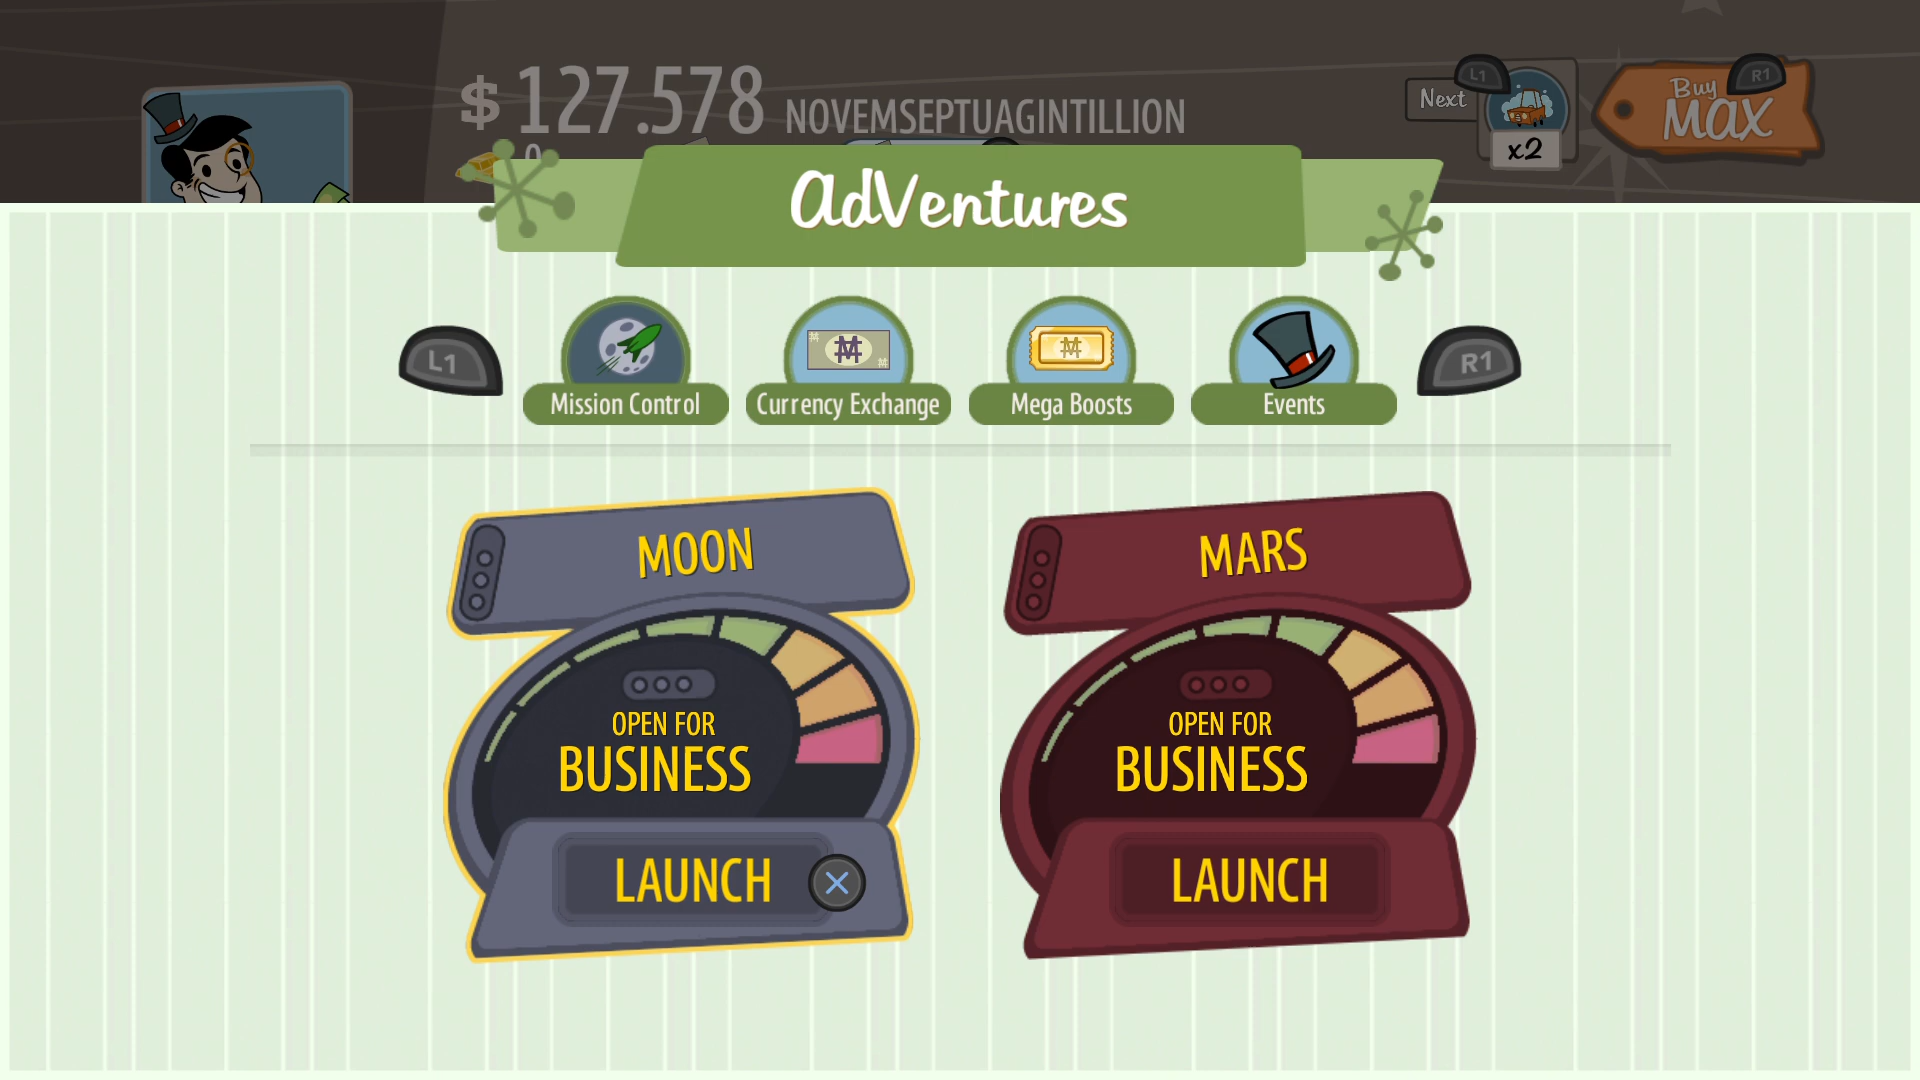 $ 127.578 NOVEMSEPTUAGINTILLION
0
Next
L1
x2
Buy
MAX
R1
AdVentures
L1
Mission Control
Currency Exchange
Mega Boosts
Events
R1
MOON
OPEN FOR
BUSINESS
LAUNCH
MARS
OPEN FOR
BUSINESS
LAUNCH